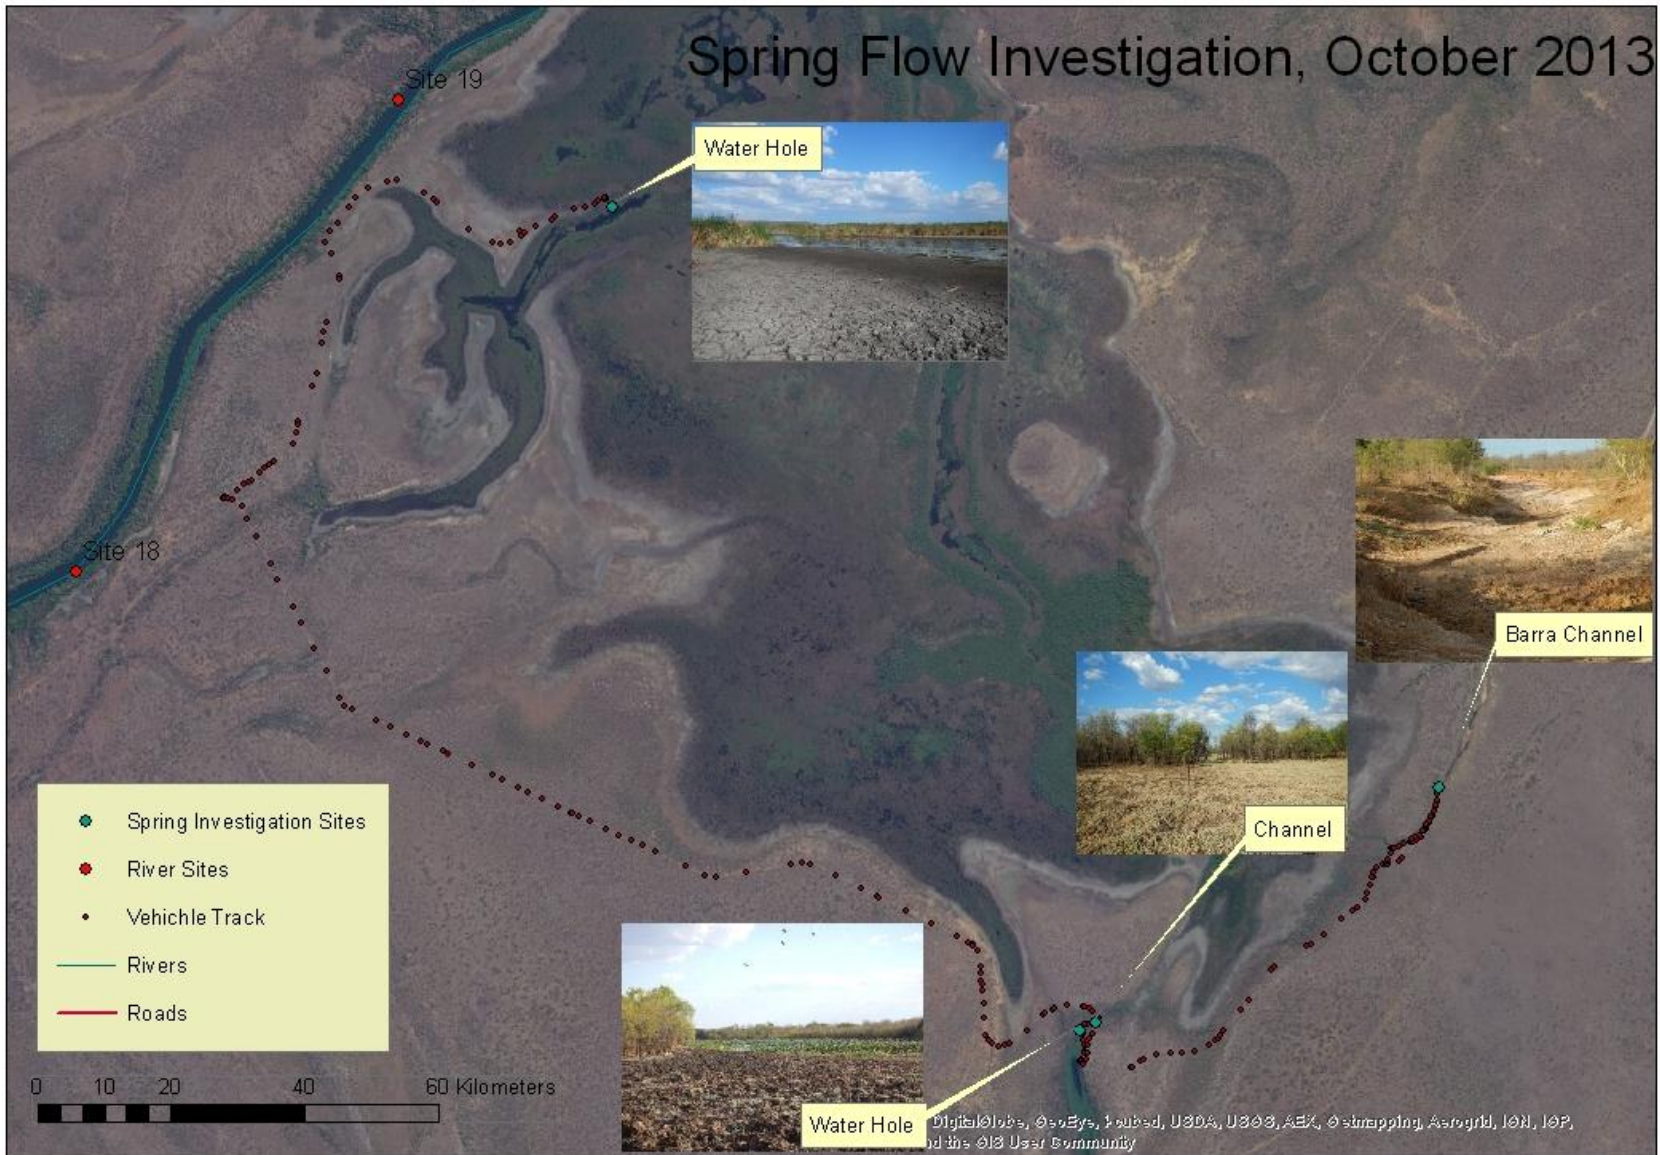 Spring Flow Investigation, October 2013
Site 19
Water Hole
Site 18
Barra Channel
Channel
Spring Investigation Sites
River Sites
Vehichle Track
Rivers
Roads
0 10 20 40 60 Kilometers
Water Hole
DigitalGlobe, GeoEye, i-cubed, USDA, USGS, AEX, Getmapping, Aerogrid, IGN, IGP,
the GIS User Community